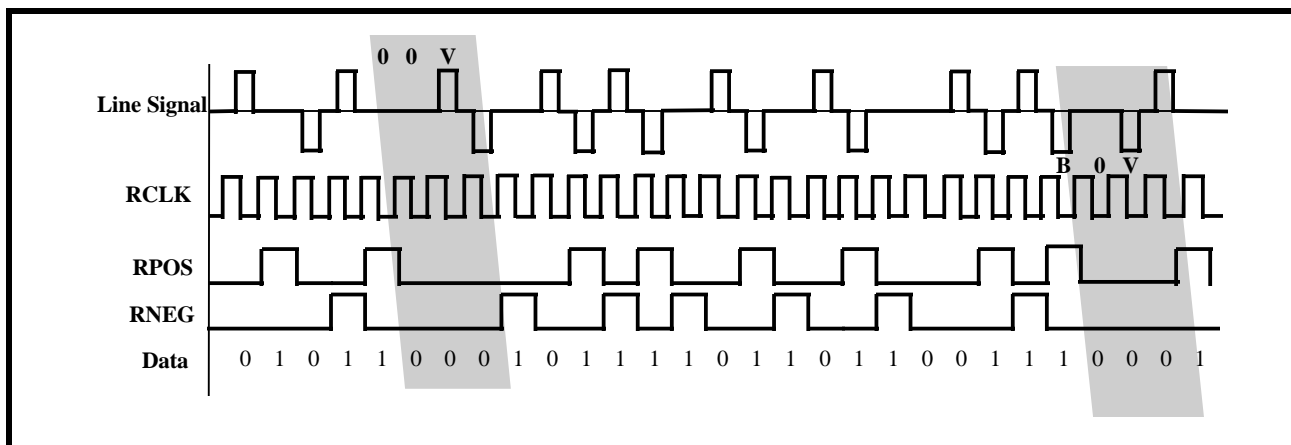 0 0 V
Line Signal
B 0 V
RCLK
RPOS
RNEG
Data 0 1 0 1 1 0 0 0 1 0 1 1 1 1 0 1 1 0 1 1 0 0 1 1 1 0 0 0 1